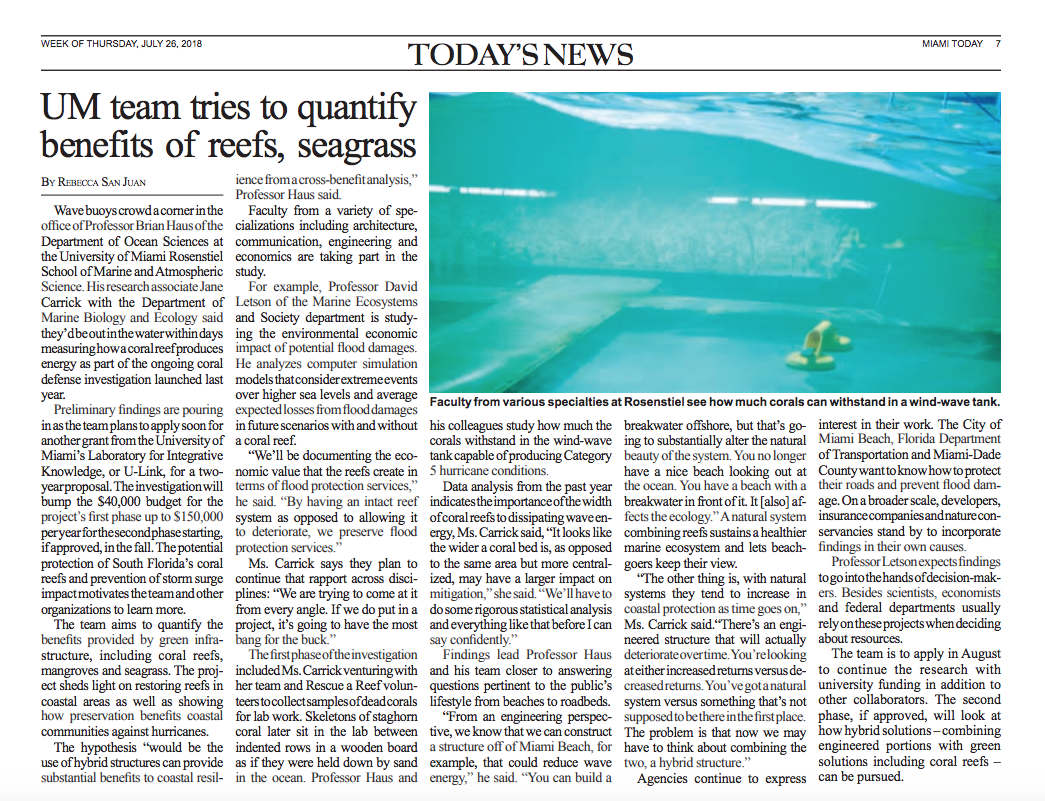 WEEK OF THURSDAY, JULY 26, 2018
TODAY'S NEWS
MIAMI TODAY 7
UM team tries to quantify
benefits of reefs, seagrass
BY REBECCA SAN JUAN
Wave buoys crowd a corner in the
office of Professor Brian Haus of the
Department of Ocean Sciences at
the University of Miami Rosenstiel
School of Marine and Atmospheric
Science. His research associate Jane
Carrick with the Department of
Marine Biology and Ecology said
they'd be out in the water within days
measuring how a coral reef produces
energy as part of the ongoing coral
defense investigation launched last
year.
Preliminary findings are pouring
in as the team plans to apply soon for
another grant from the University of
Miami's Laboratory for Integrative
Knowledge, or U-Link, for a two-
year proposal. The investigation will
bump the $40,000 budget for the
project's first phase up to $150,000
per year for the second phase starting,
if approved, in the fall. The potential
protection of South Florida's coral
reefs and prevention of storm surge
impact motivates the team and other
organizations to learn more.
The team aims to quantify the
benefits provided by green infra-
structure, including coral reefs,
mangroves and seagrass. The proj-
ect sheds light on restoring reefs in
coastal areas as well as showing
how preservation benefits coastal
communities against hurricanes.
The hypothesis "would be the
use of hybrid structures can provide
substantial benefits to coastal resil-
ience from a cross-benefit analysis,"
Professor Haus said.
Faculty from a variety of spe-
cializations including architecture,
communication, engineering and
economics are taking part in the
study.
For example, Professor David
Letson of the Marine Ecosystems
and Society department is study-
ing the environmental economic
impact of potential flood damages.
He analyzes computer simulation
models that consider extreme events
over higher sea levels and average
expected losses from flood damages
in future scenarios with and without
a coral reef.
"We'll be documenting the eco-
nomic value that the reefs create in
terms of flood protection services,"
he said. "By having an intact reef
system as opposed to allowing it
to deteriorate, we preserve flood
protection services."
Ms. Carrick says they plan to
continue that rapport across disci-
plines: "We are trying to come at it
from every angle. If we do put in a
project, it's going to have the most
bang for the buck."
The first phase of the investigation
included Ms. Carrick venturing with
her team and Rescue a Reef volun-
teers to collect samples of dead corals
for lab work. Skeletons of staghorn
coral later sit in the lab between
indented rows in a wooden board
as if they were held down by sand
in the ocean. Professor Haus and
Faculty from various specialties at Rosenstiel see how much corals can withstand in a wind-wave tank.
his colleagues study how much the
corals withstand in the wind-wave
tank capable of producing Category
5 hurricane conditions.
Data analysis from the past year
indicates the importance of the width
of coral reefs to dissipating wave en-
ergy, Ms. Carrick said, "It looks like
the wider a coral bed is, as opposed
to the same area but more central-
ized, may have a larger impact on
mitigation," she said. "We'll have to
do some rigorous statistical analysis
and everything like that before I can
say confidently."
Findings lead Professor Haus
and his team closer to answering
questions pertinent to the public's
lifestyle from beaches to roadbeds.
"From an engineering perspec-
tive, we know that we can construct
a structure off of Miami Beach, for
example, that could reduce wave
energy," he said. "You can build a
breakwater offshore, but that's go-
ing to substantially alter the natural
beauty of the system. You no longer
have a nice beach looking out at
the ocean. You have a beach with a
breakwater in front of it. It [also] af-
fects the ecology." A natural system
combining reefs sustains a healthier
marine ecosystem and lets beach-
goers keep their view.
"The other thing is, with natural
systems they tend to increase in
coastal protection as time goes on,"
Ms. Carrick said."There's an engi-
neered structure that will actually
deteriorate over time. You're looking
at either increased returns versus de-
creased returns. You've got a natural
system versus something that's not
supposed to be there in the first place.
The problem is that now we may
have to think about combining the
two, a hybrid structure."
Agencies continue to express
interest in their work. The City of
Miami Beach, Florida Department
of Transportation and Miami-Dade
County want to know how to protect
their roads and prevent flood dam-
age. On a broader scale, developers,
insurance companies and nature con-
servancies stand by to incorporate
findings in their own causes.
Professor Letson expects findings
to go into the hands of decision-mak-
ers. Besides scientists, economists
and federal departments usually
rely on these projects when deciding
about resources.
The team is to apply in August
to continue the research with
university funding in addition to
other collaborators. The second
phase, if approved, will look at
how hybrid solutions – combining
engineered portions with green
solutions including coral reefs –
can be pursued.